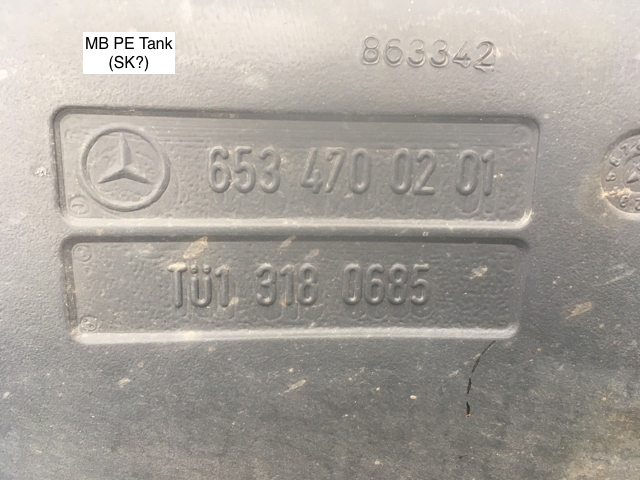 MB PE Tank
(SK?)
863342
653 470 02 01
TÜ1 318 0685